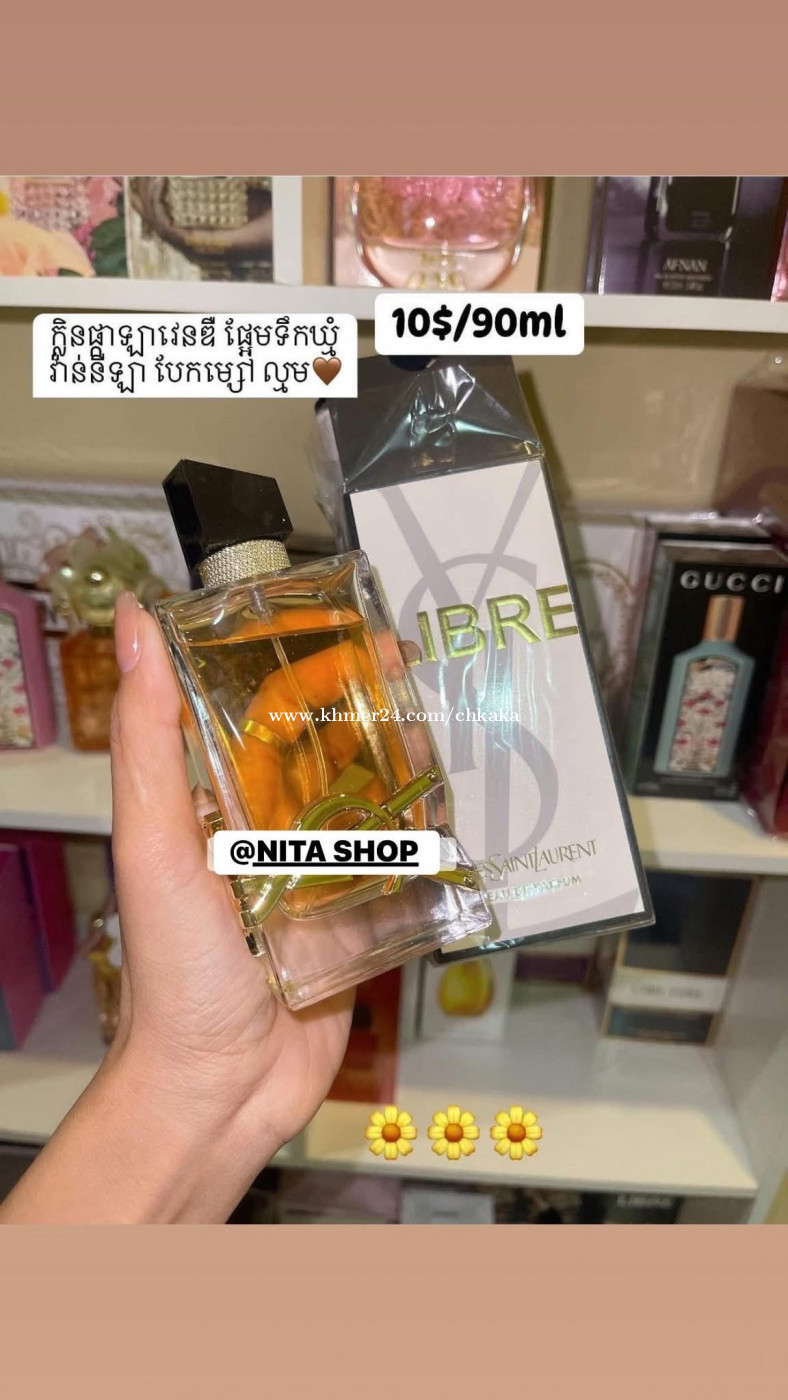 AFNAN
10$/90ml
ក្លិនផ្កាឡាវេនឌឺ ផ្អែមទឹកឃ្មុំ
វ៉ាន់នីឡា បែកម្សៅ ល្មម🤎
LIBRE
GUCCI
www.khmer24.com/chkaka
@NITA SHOP
YVESSAINTLAURENT
EAU DE PARFUM